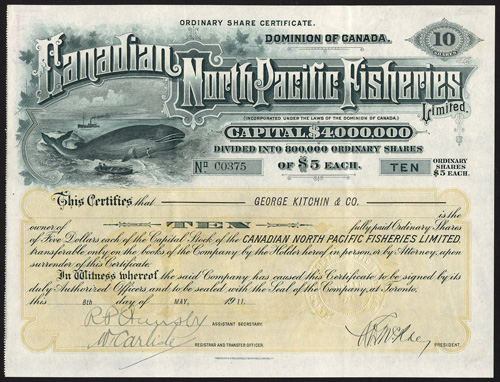 ORDINARY SHARE CERTIFICATE.
DOMINION OF CANADA.
10
SHARES
Canadian
North Pacific Fisheries
Limited.
(INCORPORATED UNDER THE LAWS OF THE DOMINION OF CANADA.)
CAPITAL $4,000,000
DIVIDED INTO 800,000 ORDINARY SHARES
No 00375
OF $5 EACH.
TEN
ORDINARY SHARES $5 EACH.
This Certifies that GEORGE KITCHIN & CO.
is the
owner of TEN fully paid Ordinary Shares
of Five Dollars each of the Capital Stock of the CANADIAN NORTH PACIFIC FISHERIES LIMITED,
transferable only on the books of the Company by the Holder hereof in person, or by Attorney, upon
surrender of this Certificate.
In Witness whereof the said Company has caused this Certificate to be signed by its
duly Authorized Officers, and to be sealed with the Seal of the Company, at Toronto,
this 8th day of MAY, 1911.
ASSISTANT SECRETARY.
REGISTRAR AND TRANSFER OFFICER.
PRESIDENT.